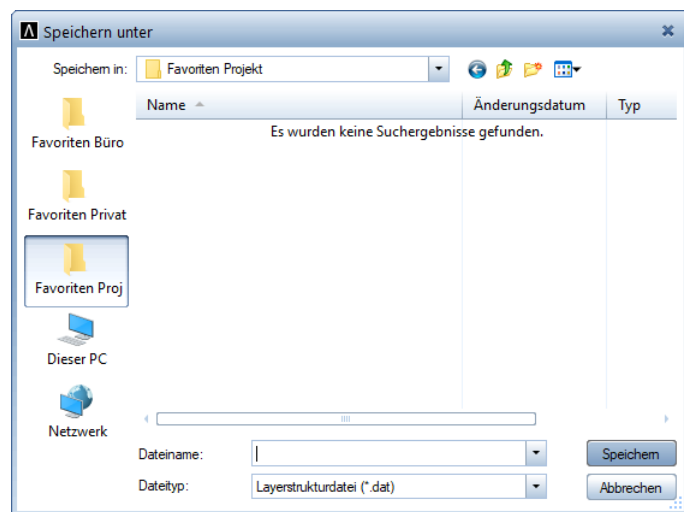 Speichern unter
Speichern in: Favoriten Projekt
Name Änderungsdatum Typ
Es wurden keine Suchergebnisse gefunden.
Favoriten Büro
Favoriten Privat
Favoriten Proj
Dieser PC
Netzwerk
Dateiname:
Speichern
Dateityp: Layerstrukturdatei (*.dat)
Abbrechen